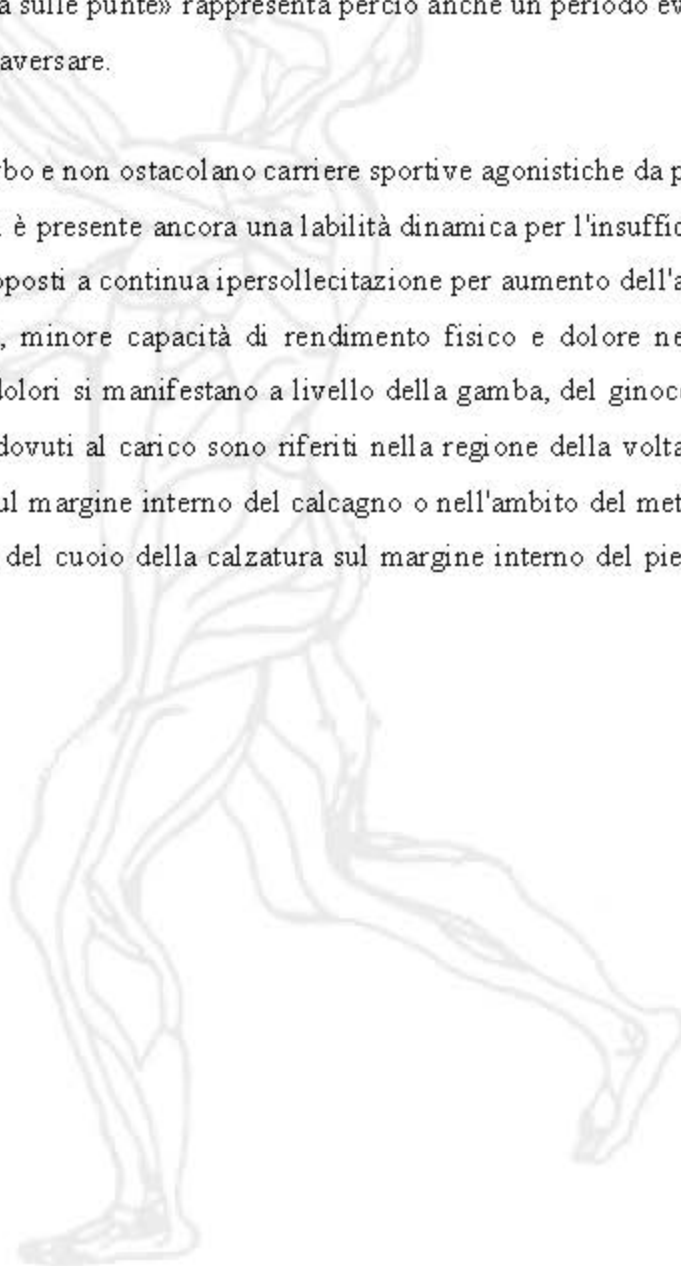 a sulle punte» rappresenta perciò anche un periodo ev
aversare.
rbo e non ostacolano carriere sportive agonistiche da p
è presente ancora una labilità dinamica per l'insuffic
oposti a continua ipersollecitazione per aumento dell'a
, minore capacità di rendimento fisico e dolore ne
dolori si manifestano a livello della gamba, del ginoc
dovuti al carico sono riferiti nella regione della volta
ul margine interno del calcagno o nell'ambito del met
del cuoio della calzatura sul margine interno del pie